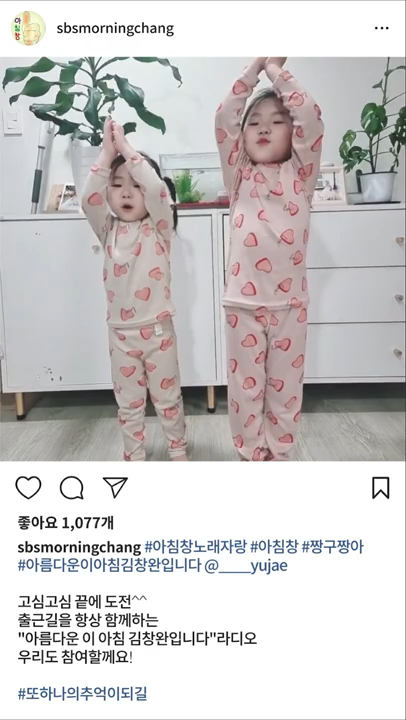 아침창
sbsmorningchang
좋아요 1,077개
sbsmorningchang #아침창노래자랑 #아침창 #짱구짱아
#아름다운이아침김창완입니다 @____yujae
고심고심 끝에 도전^^
출근길을 항상 함께하는
"아름다운 이 아침 김창완입니다"라디오
우리도 참여할께요!
#또하나의추억이되길